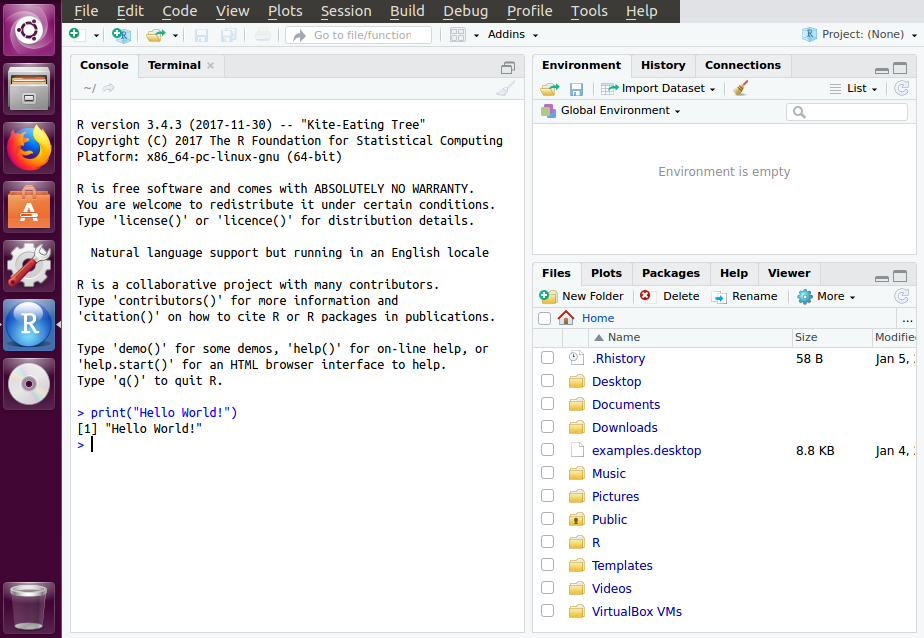 File Edit Code View Plots Session Build Debug Profile Tools Help
Go to file/function Addins Project: (None)
Console Terminal
~/
R version 3.4.3 (2017-11-30) -- "Kite-Eating Tree"
Copyright (C) 2017 The R Foundation for Statistical Computing
Platform: x86_64-pc-linux-gnu (64-bit)
R is free software and comes with ABSOLUTELY NO WARRANTY.
You are welcome to redistribute it under certain conditions.
Type 'license()' or 'licence()' for distribution details.
Natural language support but running in an English locale
R is a collaborative project with many contributors.
Type 'contributors()' for more information and
'citation()' on how to cite R or R packages in publications.
Type 'demo()' for some demos, 'help()' for on-line help, or
'help.start()' for an HTML browser interface to help.
Type 'q()' to quit R.
> print("Hello World!")
[1] "Hello World!"
>
Environment History Connections
Import Dataset List
Global Environment
Environment is empty
Files Plots Packages Help Viewer
New Folder Delete Rename More
Home ...
Name Size Modifie
.Rhistory 58 B Jan 5,
Desktop
Documents
Downloads
examples.desktop 8.8 KB Jan 4,
Music
Pictures
Public
R
Templates
Videos
VirtualBox VMs
R